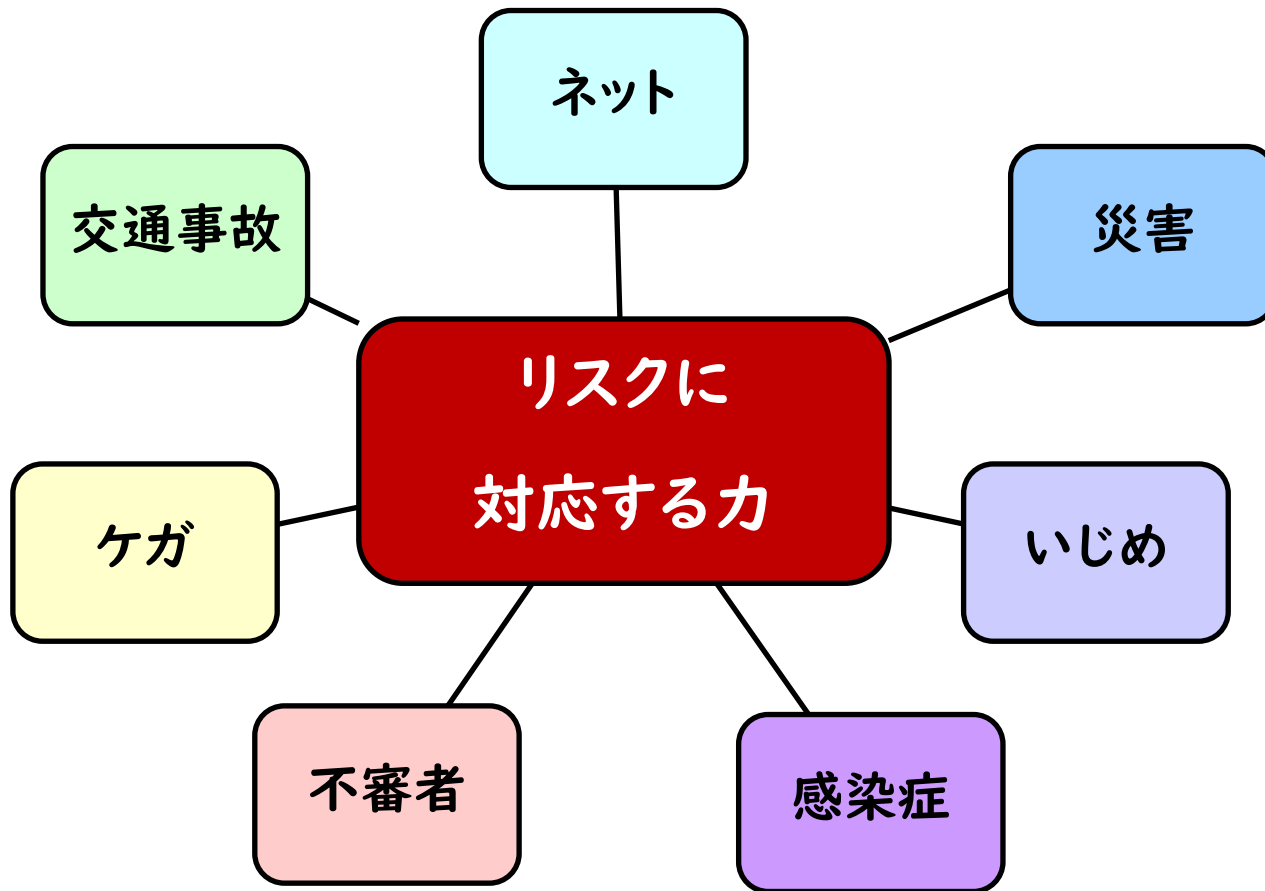 ネット
交通事故
災害
リスクに
対応する力
ケガ
いじめ
不審者
感染症